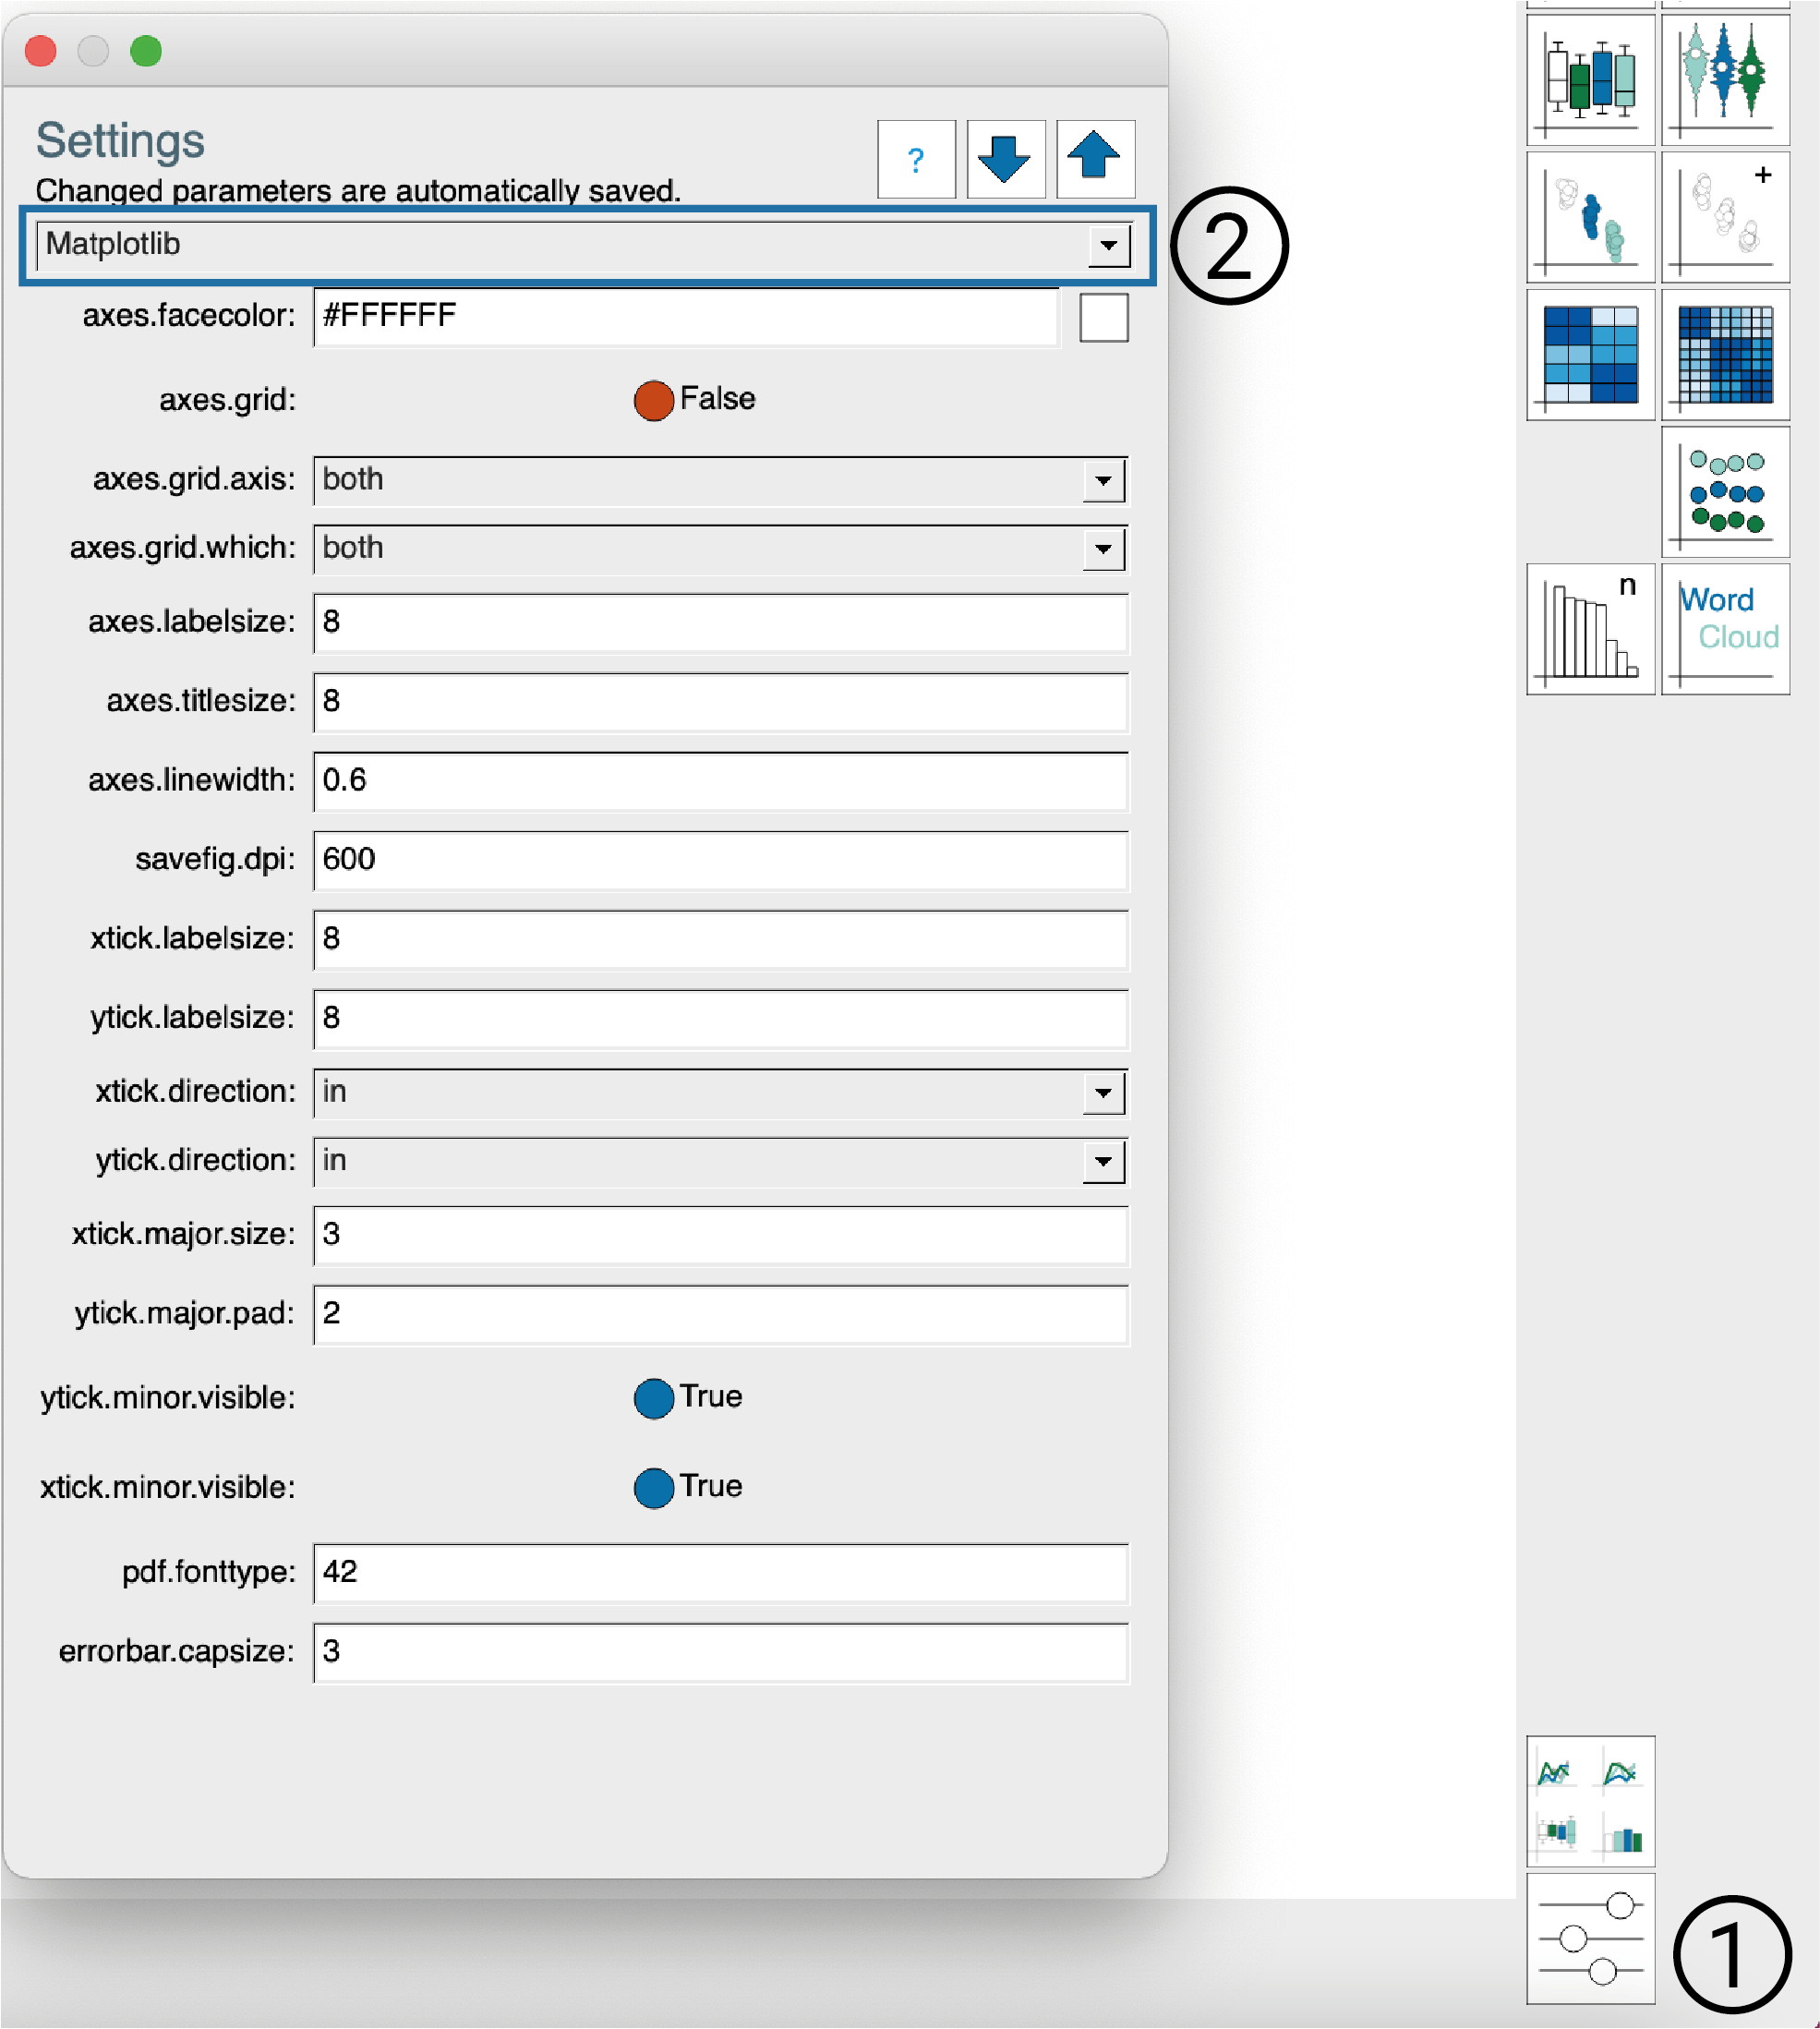 Settings
?
Changed parameters are automatically saved.
Matplotlib
2
axes.facecolor: #FFFFFF
axes.grid: False
axes.grid.axis: both
axes.grid.which: both
axes.labelsize: 8
axes.titlesize: 8
axes.linewidth: 0.6
savefig.dpi: 600
xtick.labelsize: 8
ytick.labelsize: 8
xtick.direction: in
ytick.direction: in
xtick.major.size: 3
ytick.major.pad: 2
ytick.minor.visible: True
xtick.minor.visible: True
pdf.fonttype: 42
errorbar.capsize: 3
+
n
Word
Cloud
1